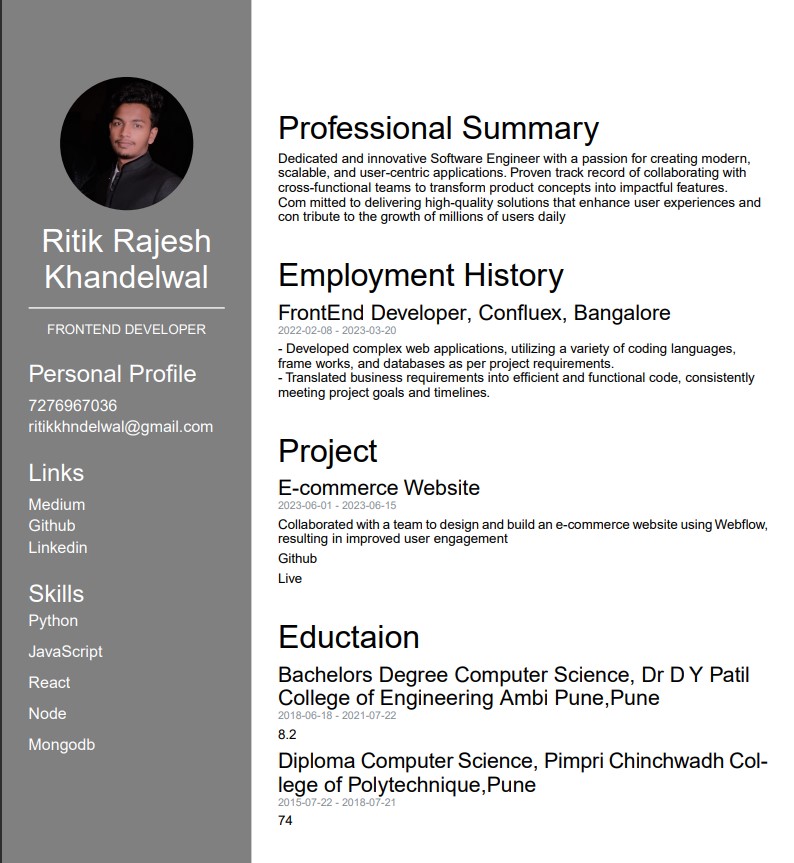 Ritik Rajesh
Khandelwal
FRONTEND DEVELOPER
Personal Profile
7276967036
ritikkhndelwal@gmail.com
Links
Medium
Github
Linkedin
Skills
Python
JavaScript
React
Node
Mongodb
Professional Summary
Dedicated and innovative Software Engineer with a passion for creating modern,
scalable, and user-centric applications. Proven track record of collaborating with
cross-functional teams to transform product concepts into impactful features.
Com mitted to delivering high-quality solutions that enhance user experiences and
con tribute to the growth of millions of users daily
Employment History
FrontEnd Developer, Confluex, Bangalore
2022-02-08 - 2023-03-20
- Developed complex web applications, utilizing a variety of coding languages,
frame works, and databases as per project requirements.
- Translated business requirements into efficient and functional code, consistently
meeting project goals and timelines.
Project
E-commerce Website
2023-06-01 - 2023-06-15
Collaborated with a team to design and build an e-commerce website using Webflow,
resulting in improved user engagement
Github
Live
Eductaion
Bachelors Degree Computer Science, Dr D Y Patil
College of Engineering Ambi Pune,Pune
2018-06-18 - 2021-07-22
8.2
Diploma Computer Science, Pimpri Chinchwadh Col-
lege of Polytechnique,Pune
2015-07-22 - 2018-07-21
74